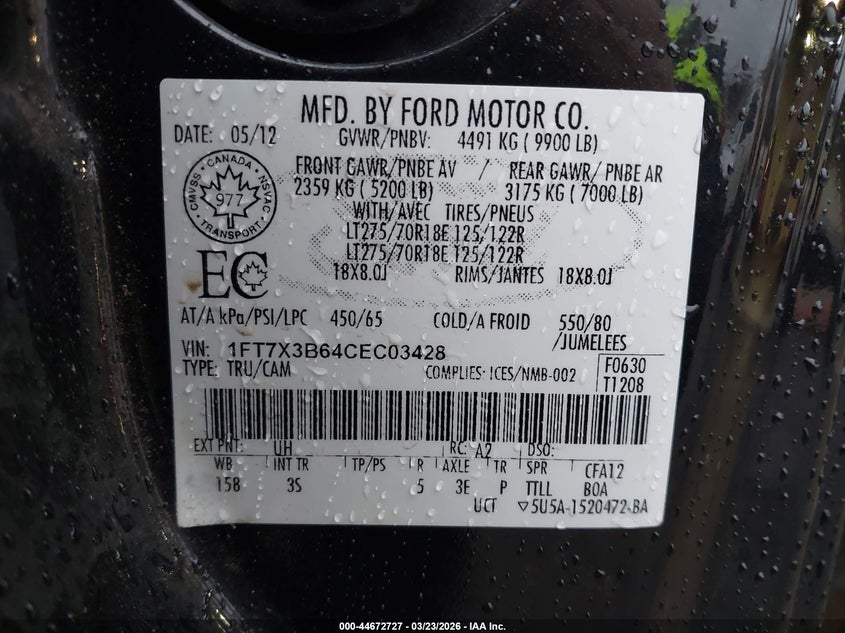 MFD. BY FORD MOTOR CO.
DATE: 05/12 GVWR/PNBV: 4491 KG ( 9900 LB)
FRONT GAWR/PNBE AV / REAR GAWR/ PNBE AR
2359 KG ( 5200 LB) 3175 KG ( 7000 LB)
WITH/AVEC TIRES/PNEUS
LT275/70R18E 125/122R
LT275/70R18E 125/122R
18X8.0J RIMS/JANTES 18X8.0J
CMVSS - CANADA - NSVAC
977
TRANSPORT
EC
AT/A kPa/PSI/LPC 450/65 COLD/A FROID 550/80
/JUMELEES
VIN: 1FT7X3B64CEC03428
TYPE: TRU/CAM COMPLIES: ICES/NMB-002
F0630
T1208
EXT PNT: UH RC: A2 DSO:
WB INT TR TP/PS R AXLE TR SPR CFA12
158 3S 5 3E P TTLL BOA
UCT ▽5U5A-1520472-BA
000-44672727 - 03/23/2026 - IAA Inc.